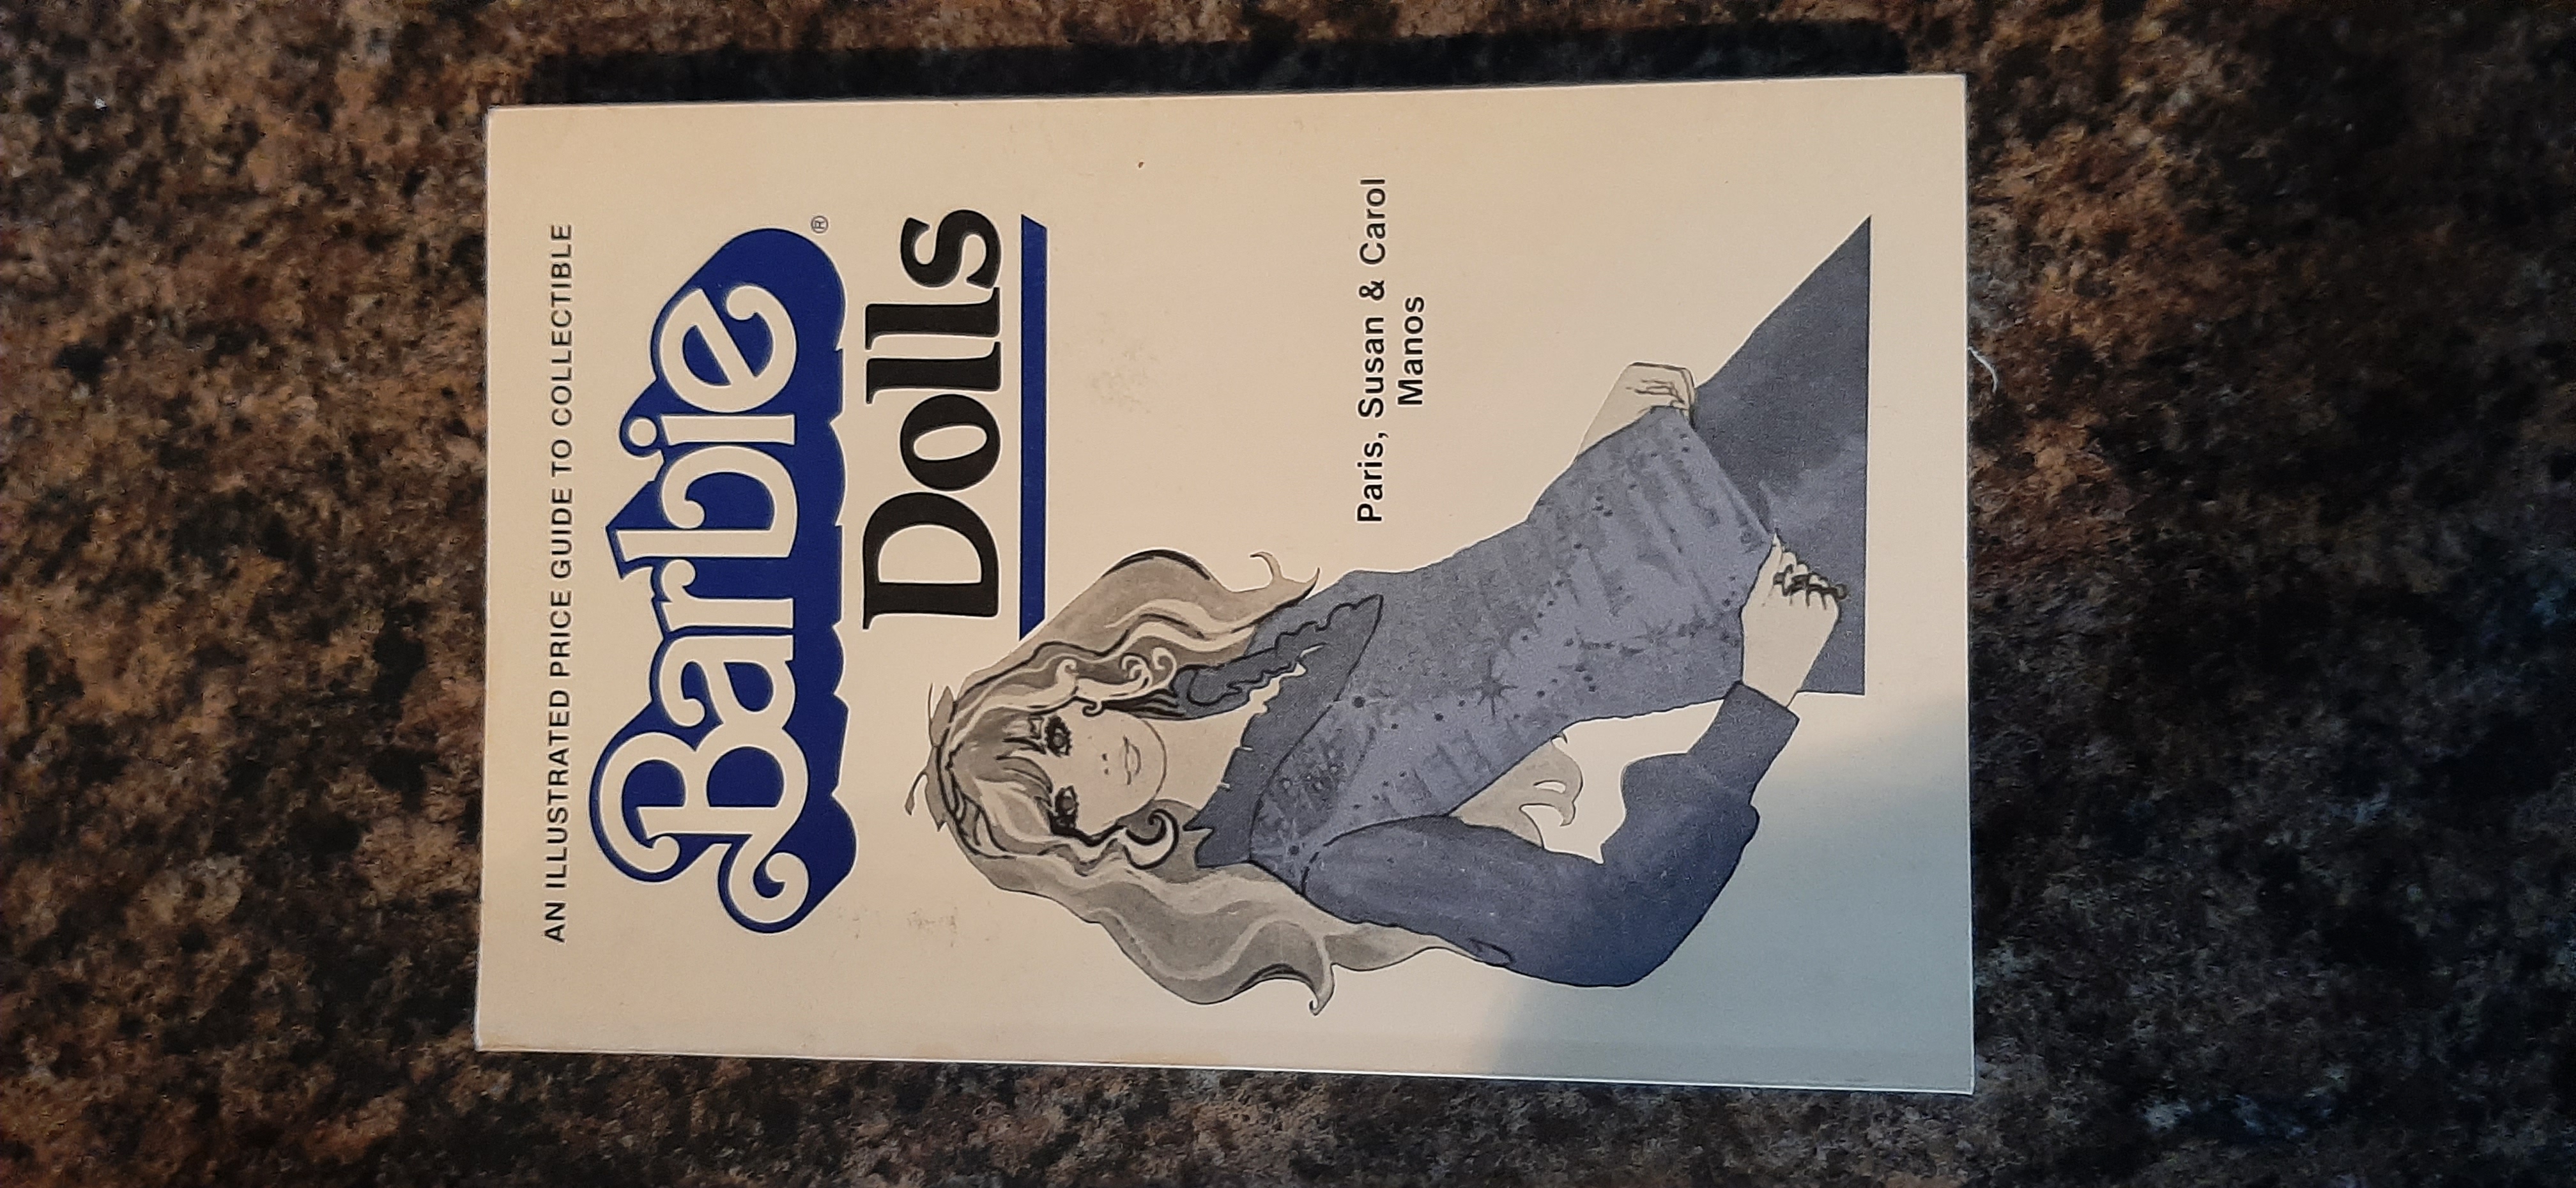 AN ILLUSTRATED PRICE GUIDE TO COLLECTIBLE
Barbie®
Dolls
Paris, Susan & Carol
Manos